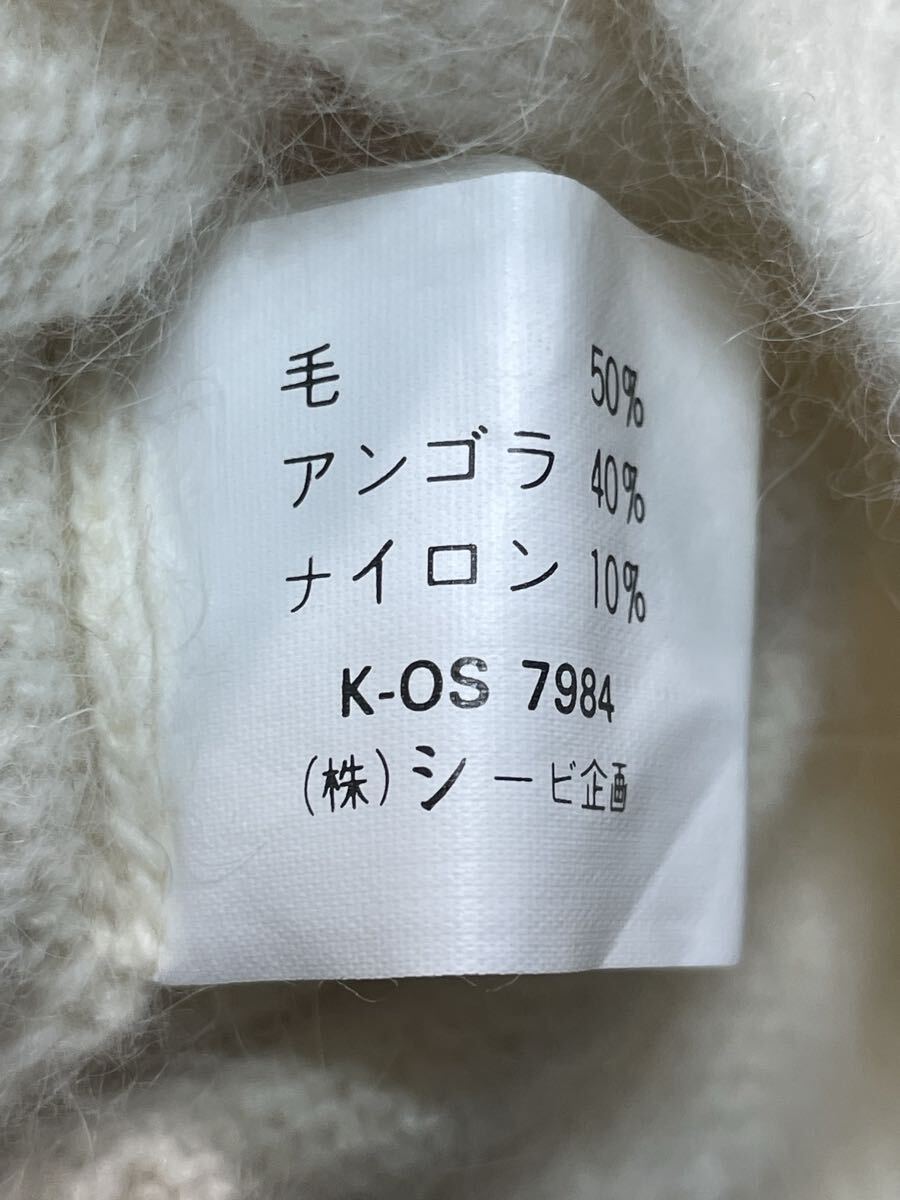 毛 50%
アンゴラ 40%
ナイロン 10%
K-OS 7984
(株)シービ企画